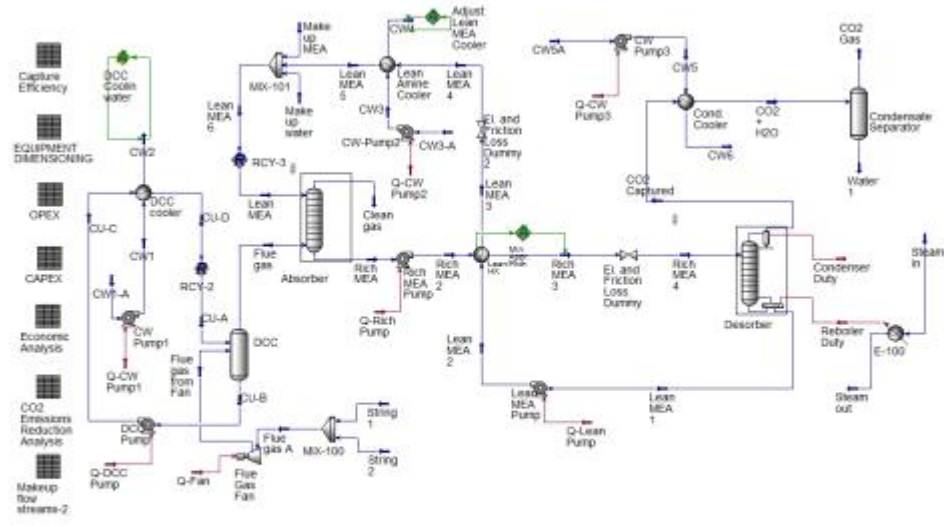 Capture
Efficiency
EQUIPMENT
DIMENSIONING
OPEX
CAPEX
Economic
Analysis
CO2
Emissions
Reduction
Analysis
Makeup
flow
streams-2
DCC
Coolin
water
CW2
DCC
cooler
CU-C
CU-D
CW1
CW1-A
CW
Pump1
Q-CW
Pump1
RCY-2
CU-A
Flue
gas
from
Fan
DCC
CU-B
DCC
Pump
Q-DCC
Pump
Q-Fan
Flue
Gas
Fan
Flue
gas A
MIX-100
String
1
String
2
Make
up
MEA
MIX-101
Make
up
water
Lean
MEA
6
RCY-3
Lean
MEA
Flue
gas
Absorber
Clean
gas
Lean
MEA
5
CW4
Adjust
Lean
MEA
Cooler
Lean
Amine
Cooler
Lean
MEA
4
CW3
CW-Pump2
CW3-A
Q-CW
Pump2
El. and
Friction
Loss
Dummy
2
Lean
MEA
3
Rich
MEA
Rich
MEA
Pump
Q-Rich
Pump
Rich
MEA
2
Rich
MEA
3
El. and
Friction
Loss
Dummy
Rich
MEA
4
Lean
MEA
2
Lean
MEA
Pump
Q-Lean
Pump
Lean
MEA
1
CW5A
CW
Pump3
Q-CW
Pump3
CW5
Cond.
Cooler
CW6
CO2
+
H2O
CO2
Gas
Condensate
Separator
Water
1
CO2
Captured
Desorber
Condenser
Duty
Reboiler
Duty
Steam
in
E-100
Steam
out